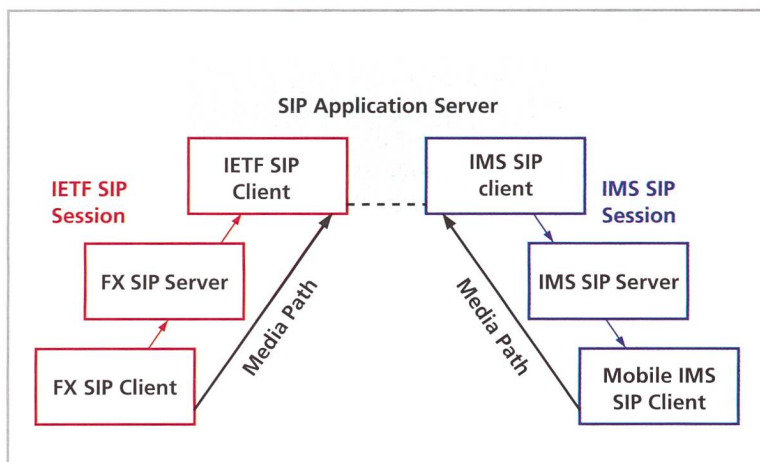 SIP Application Server
IETF SIP
Client
IMS SIP
client
IETF SIP
Session
IMS SIP
Session
FX SIP Server
IMS SIP Server
Media Path
Media Path
FX SIP Client
Mobile IMS
SIP Client